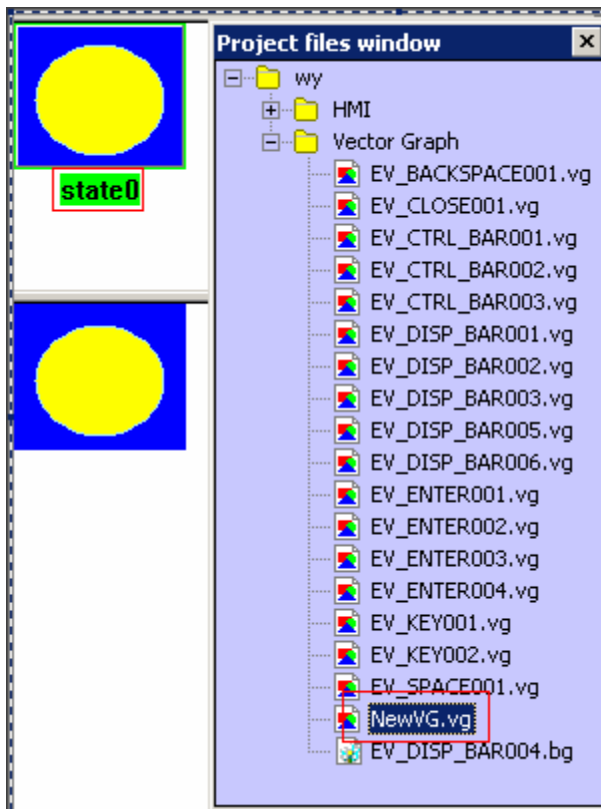 state0
Project files window
wy
HMI
Vector Graph
EV_BACKSPACE001.vg
EV_CLOSE001.vg
EV_CTRL_BAR001.vg
EV_CTRL_BAR002.vg
EV_CTRL_BAR003.vg
EV_DISP_BAR001.vg
EV_DISP_BAR002.vg
EV_DISP_BAR003.vg
EV_DISP_BAR005.vg
EV_DISP_BAR006.vg
EV_ENTER001.vg
EV_ENTER002.vg
EV_ENTER003.vg
EV_ENTER004.vg
EV_KEY001.vg
EV_KEY002.vg
EV_SPACE001.vg
NewVG.vg
EV_DISP_BAR004.bg